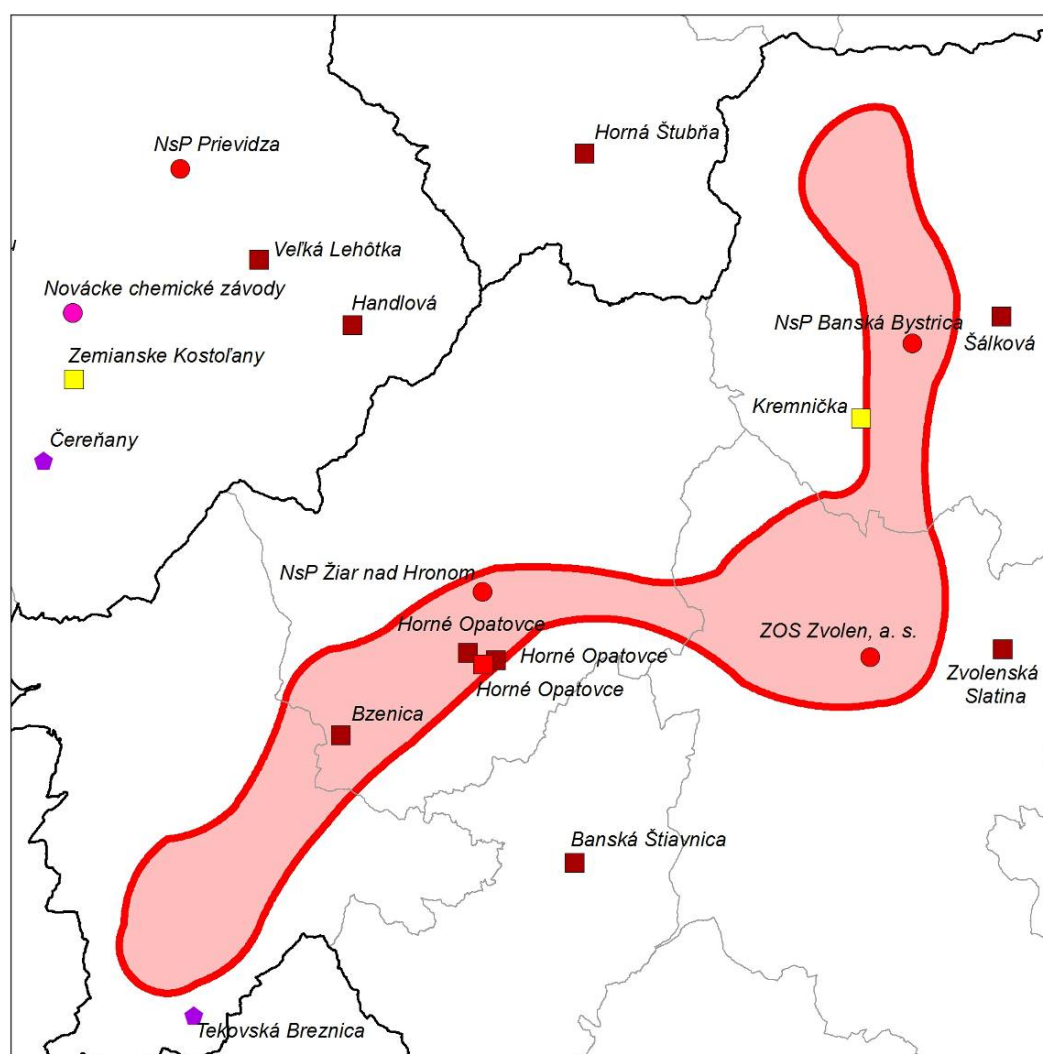 NsP Prievidza
Horná Štubňa
Veľká Lehôtka
Novácke chemické závody
Handlová
Zemianske Kostoľany
Čereňany
NsP Banská Bystrica
Šálková
Kremnička
NsP Žiar nad Hronom
Horné Opatovce
Horné Opatovce
Horné Opatovce
ZOS Zvolen, a. s.
Zvolenská
Slatina
Bzenica
Banská Štiavnica
Tekovská Breznica